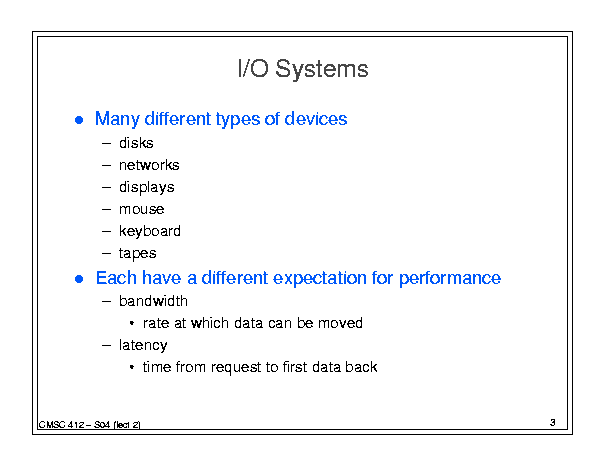 I/O Systems
● Many different types of devices
– disks
– networks
– displays
– mouse
– keyboard
– tapes
● Each have a different expectation for performance
– bandwidth
• rate at which data can be moved
– latency
• time from request to first data back
CMSC 412 – S04 (lect 2)
3